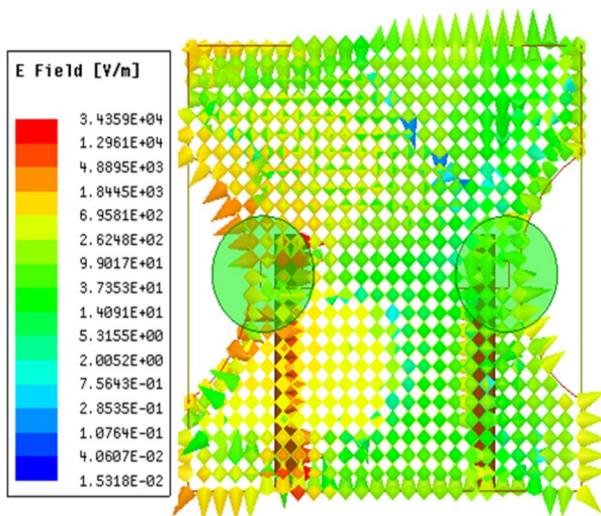 E Field [V/m]
3.4359E+04
1.2961E+04
4.8895E+03
1.8445E+03
6.9581E+02
2.6248E+02
9.9017E+01
3.7353E+01
1.4091E+01
5.3155E+00
2.0052E+00
7.5643E-01
2.8535E-01
1.0764E-01
4.0607E-02
1.5318E-02